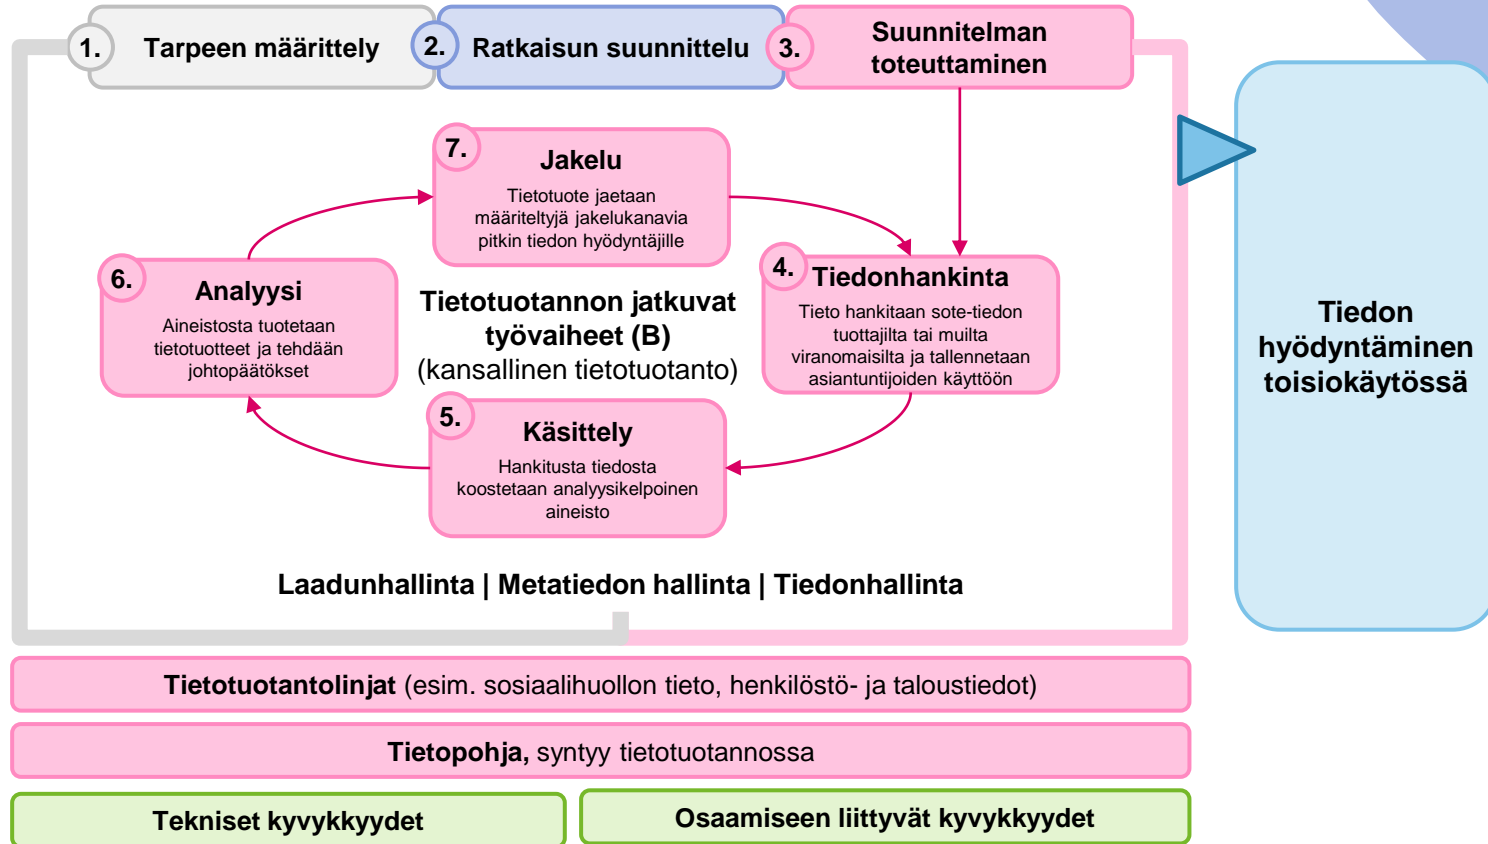 1.
Tarpeen määrittely
2.
Ratkaisun suunnittelu
3.
Suunnitelman
toteuttaminen
7.
Jakelu
Tietotuote jaetaan
määriteltyjä jakelukanavia
pitkin tiedon hyödyntäjille
6.
Analyysi
Aineistosta tuotetaan
tietotuotteet ja tehdään
johtopäätökset
Tietotuotannon jatkuvat
työvaiheet (B)
(kansallinen tietotuotanto)
4.
Tiedonhankinta
Tieto hankitaan sote-tiedon
tuottajilta tai muilta
viranomaisilta ja tallennetaan
asiantuntijoiden käyttöön
5.
Käsittely
Hankitusta tiedosta
koostetaan analyysikelpoinen
aineisto
Tiedon
hyödyntäminen
toisiokäytössä
Laadunhallinta | Metatiedon hallinta | Tiedonhallinta
Tietotuotantolinjat (esim. sosiaalihuollon tieto, henkilöstö- ja taloustiedot)
Tietopohja, syntyy tietotuotannossa
Tekniset kyvykkyydet
Osaamiseen liittyvät kyvykkyydet